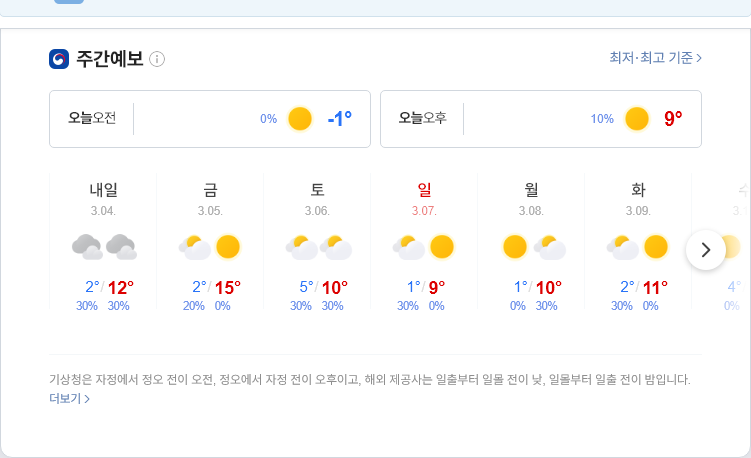 주간예보
최저·최고 기준
오늘오전 0% -1°
오늘오후 10% 9°
내일 금 토 일 월 화
3.04. 3.05. 3.06. 3.07. 3.08. 3.09.
2°/12° 2°/15° 5°/10° 1°/9° 1°/10° 2°/11° 4°
30% 30% 20% 0% 30% 30% 30% 0% 0% 30% 30% 0% 0%
기상청은 자정에서 정오 전이 오전, 정오에서 자정 전이 오후이고, 해외 제공사는 일출부터 일몰 전이 낮, 일몰부터 일출 전이 밤입니다.
더보기